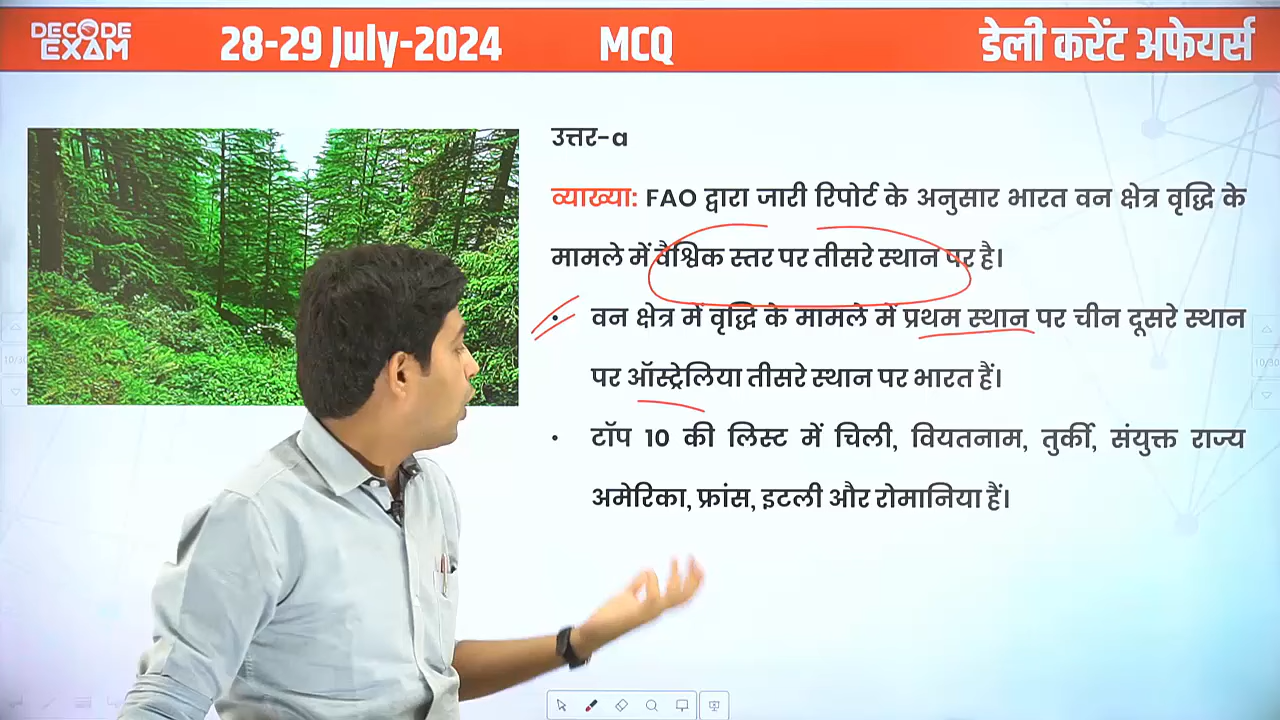 DECODE EXAM
28-29 July-2024
MCQ
डेली करेंट अफेयर्स
उत्तर-a
व्याख्या: FAO द्वारा जारी रिपोर्ट के अनुसार भारत वन क्षेत्र वृद्धि के
मामले में वैश्विक स्तर पर तीसरे स्थान पर है।
• वन क्षेत्र में वृद्धि के मामले में प्रथम स्थान पर चीन दूसरे स्थान
पर ऑस्ट्रेलिया तीसरे स्थान पर भारत हैं।
• टॉप 10 की लिस्ट में चिली, वियतनाम, तुर्की, संयुक्त राज्य
अमेरिका, फ्रांस, इटली और रोमानिया हैं।